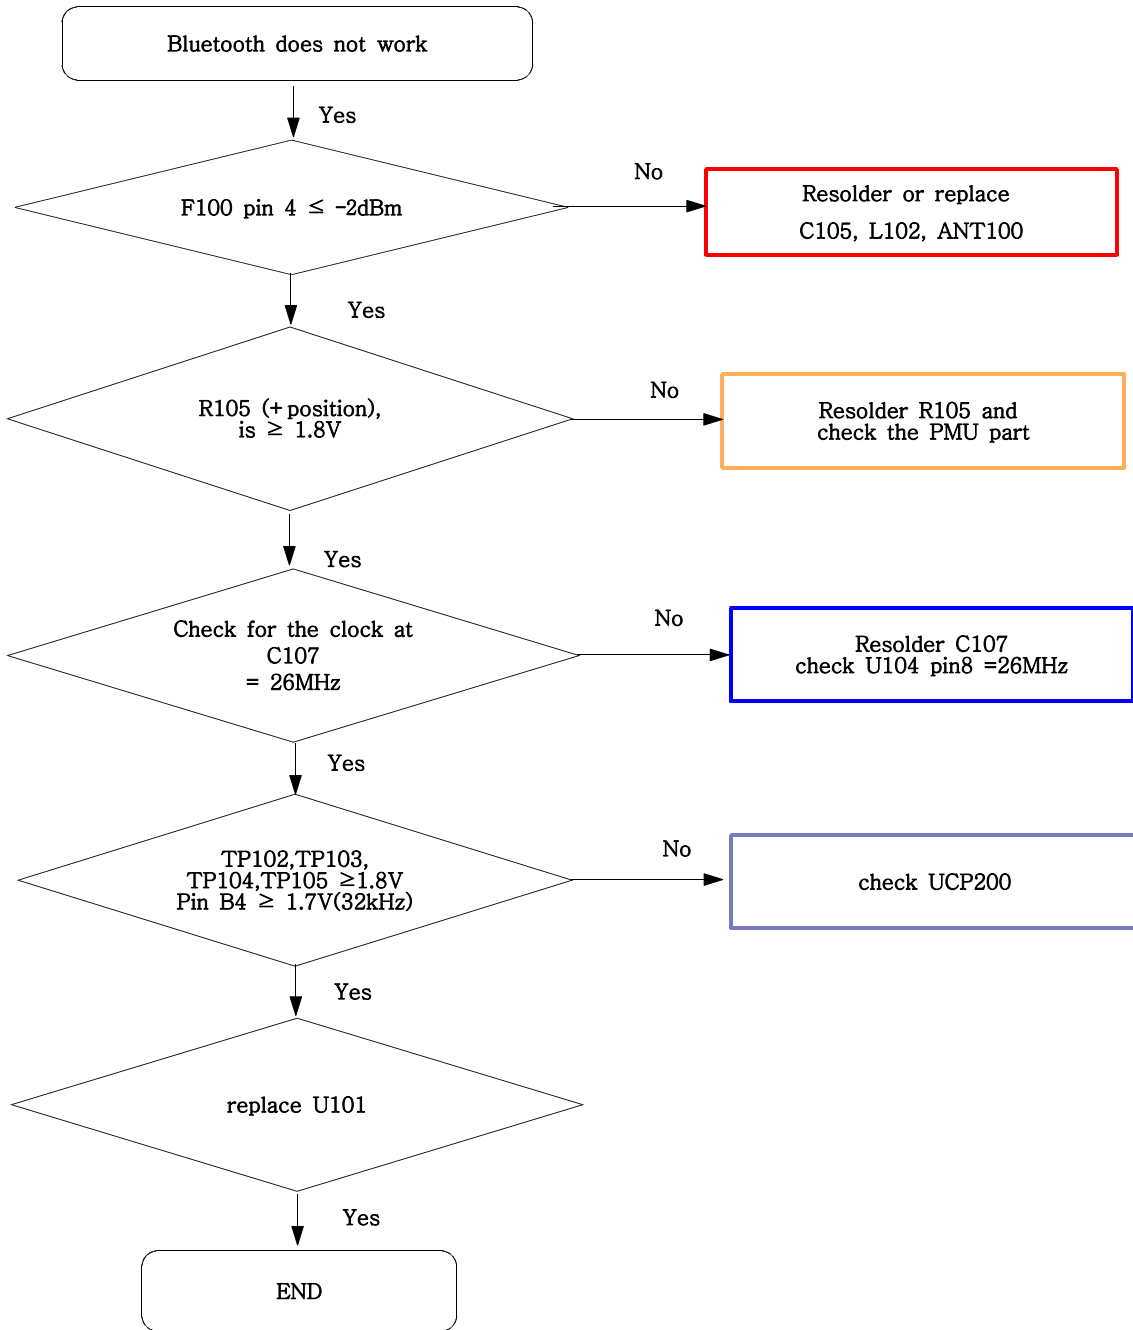 Bluetooth does not work
Yes
F100 pin 4 ≤ -2dBm
No
Resolder or replace
C105, L102, ANT100
Yes
R105 (+position),
is ≥ 1.8V
No
Resolder R105 and
check the PMU part
Yes
Check for the clock at
C107
= 26MHz
No
Resolder C107
check U104 pin8 =26MHz
Yes
TP102,TP103,
TP104,TP105 ≥1.8V
Pin B4 ≥ 1.7V(32kHz)
No
check UCP200
Yes
replace U101
Yes
END